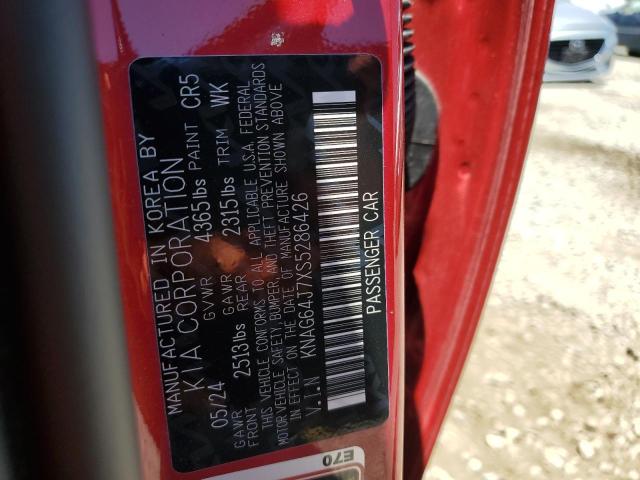 MANUFACTURED IN KOREA BY
KIA CORPORATION
05/24 GVWR 4365lbs PAINT CR5
GAWR FRONT 2513lbs GAWR REAR 2315lbs TRIM WK
THIS VEHICLE CONFORMS TO ALL APPLICABLE U.S.A. FEDERAL
MOTOR VEHICLE SAFETY, BUMPER, AND THEFT PREVENTION STANDARDS
IN EFFECT ON THE DATE OF MANUFACTURE SHOWN ABOVE
V.I.N KNAG64J7XS5286426
PASSENGER CAR
E70